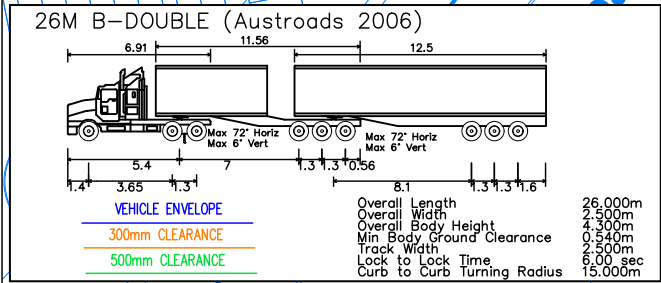 26M B-DOUBLE (Austroads 2006)
11.56
6.91
12.5
Max 72° Horiz
Max 6° Vert
Max 72° Horiz
Max 6° Vert
5.4
7
1.3
1.3
0.56
1.4
3.65
1.3
8.1
1.3
1.3
1.6
VEHICLE ENVELOPE
300mm CLEARANCE
500mm CLEARANCE
Overall Length 26.000m
Overall Width 2.500m
Overall Body Height 4.300m
Min Body Ground Clearance 0.540m
Track Width 2.500m
Lock to Lock Time 6.00 sec
Curb to Curb Turning Radius 15.000m